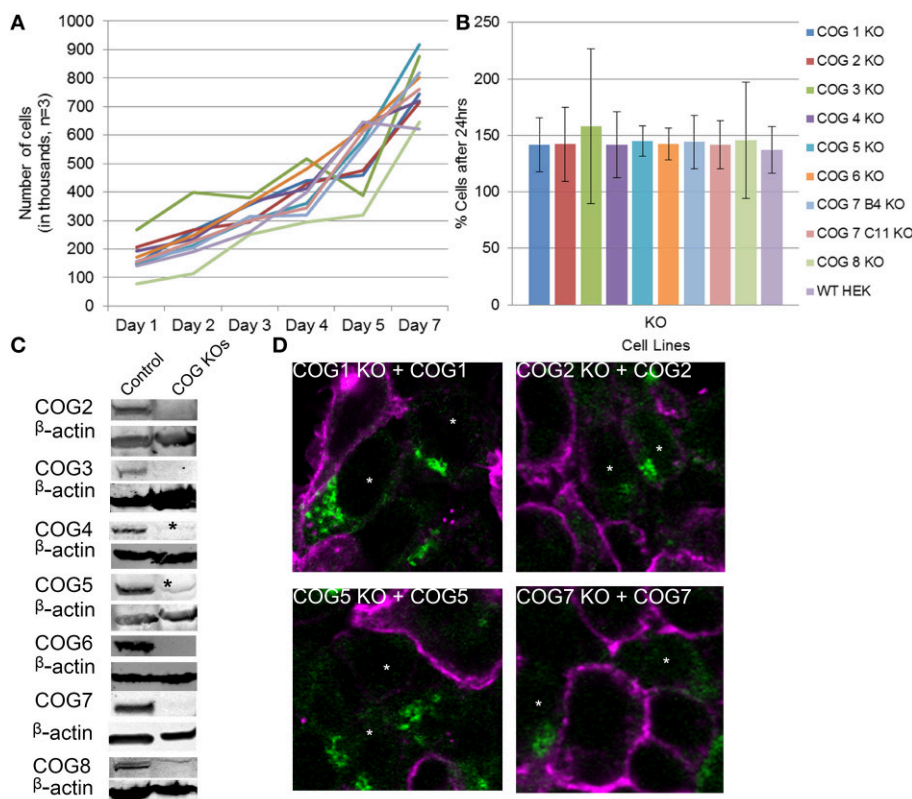 A
Number of cells
(in thousands, n=3)
1000
900
800
700
600
500
400
300
200
100
0
Day 1 Day 2 Day 3 Day 4 Day 5 Day 7
B
% Cells after 24hrs
250
200
150
100
50
0
KO
Cell Lines
COG 1 KO
COG 2 KO
COG 3 KO
COG 4 KO
COG 5 KO
COG 6 KO
COG 7 B4 KO
COG 7 C11 KO
COG 8 KO
WT HEK
C
Control COG KOs
COG2
β-actin
COG3
β-actin
COG4 *
β-actin
COG5 *
β-actin
COG6
β-actin
COG7
β-actin
COG8
β-actin
D
COG1 KO + COG1
* *
COG2 KO + COG2
* *
COG5 KO + COG5
* *
COG7 KO + COG7
* *